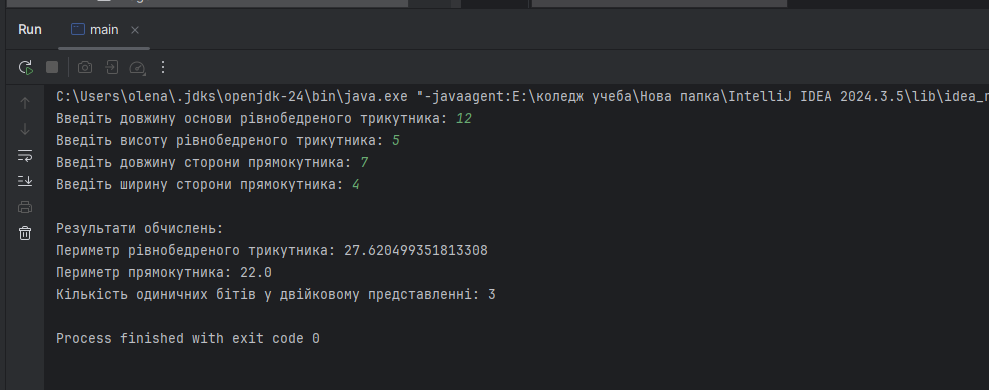 Run
main
C:\Users\olena\.jdks\openjdk-24\bin\java.exe "-javaagent:E:\коледж учеба\Нова папка\IntelliJ IDEA 2024.3.5\lib\idea_r
Введіть довжину основи рівнобедреного трикутника: 12
Введіть висоту рівнобедреного трикутника: 5
Введіть довжину сторони прямокутника: 7
Введіть ширину сторони прямокутника: 4
Результати обчислень:
Периметр рівнобедреного трикутника: 27.620499351813308
Периметр прямокутника: 22.0
Кількість одиничних бітів у двійковому представленні: 3
Process finished with exit code 0